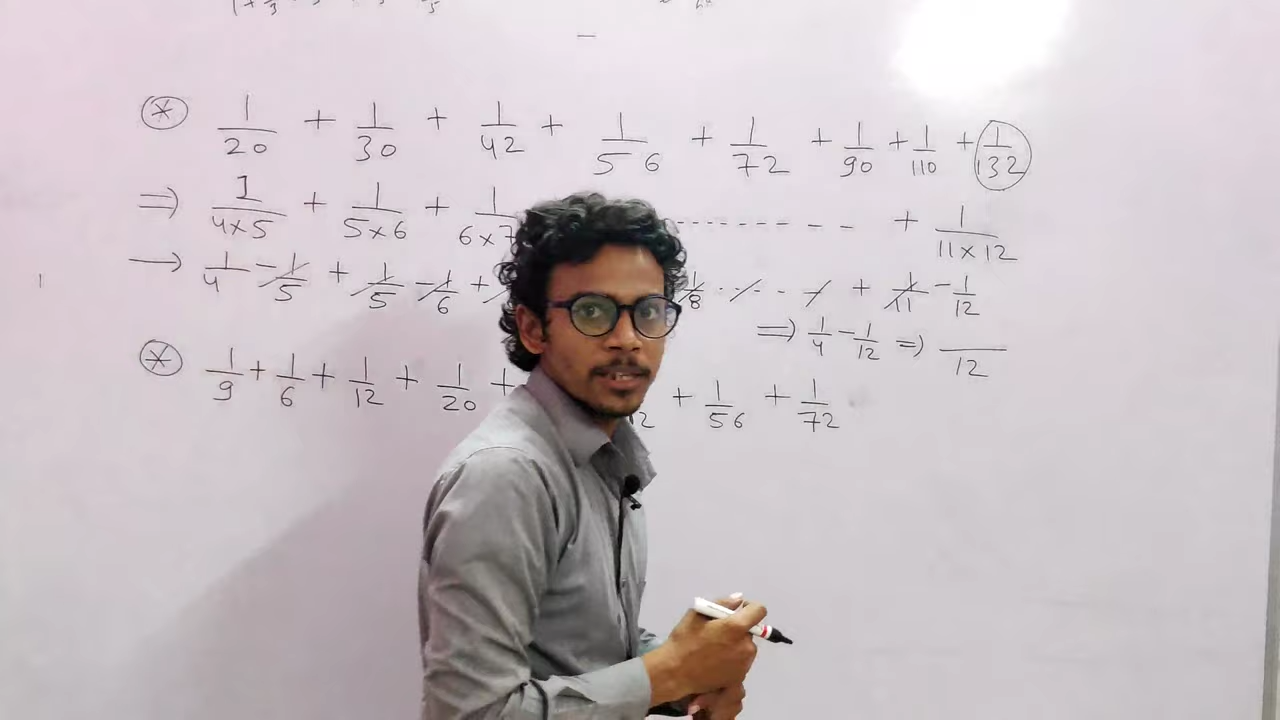 ⊛ 1/20 + 1/30 + 1/42 + 1/56 + 1/72 + 1/90 + 1/110 + 1/132
⇒ 1/4×5 + 1/5×6 + 1/6×7 -------- + 1/11×12
→ 1/4 - 1/5 + 1/5 - 1/6 + 1/8 ..... + 1/11 - 1/12
⇒ 1/4 - 1/12 ⇒ /12
⊛ 1/9 + 1/6 + 1/12 + 1/20 + + 1/56 + 1/72